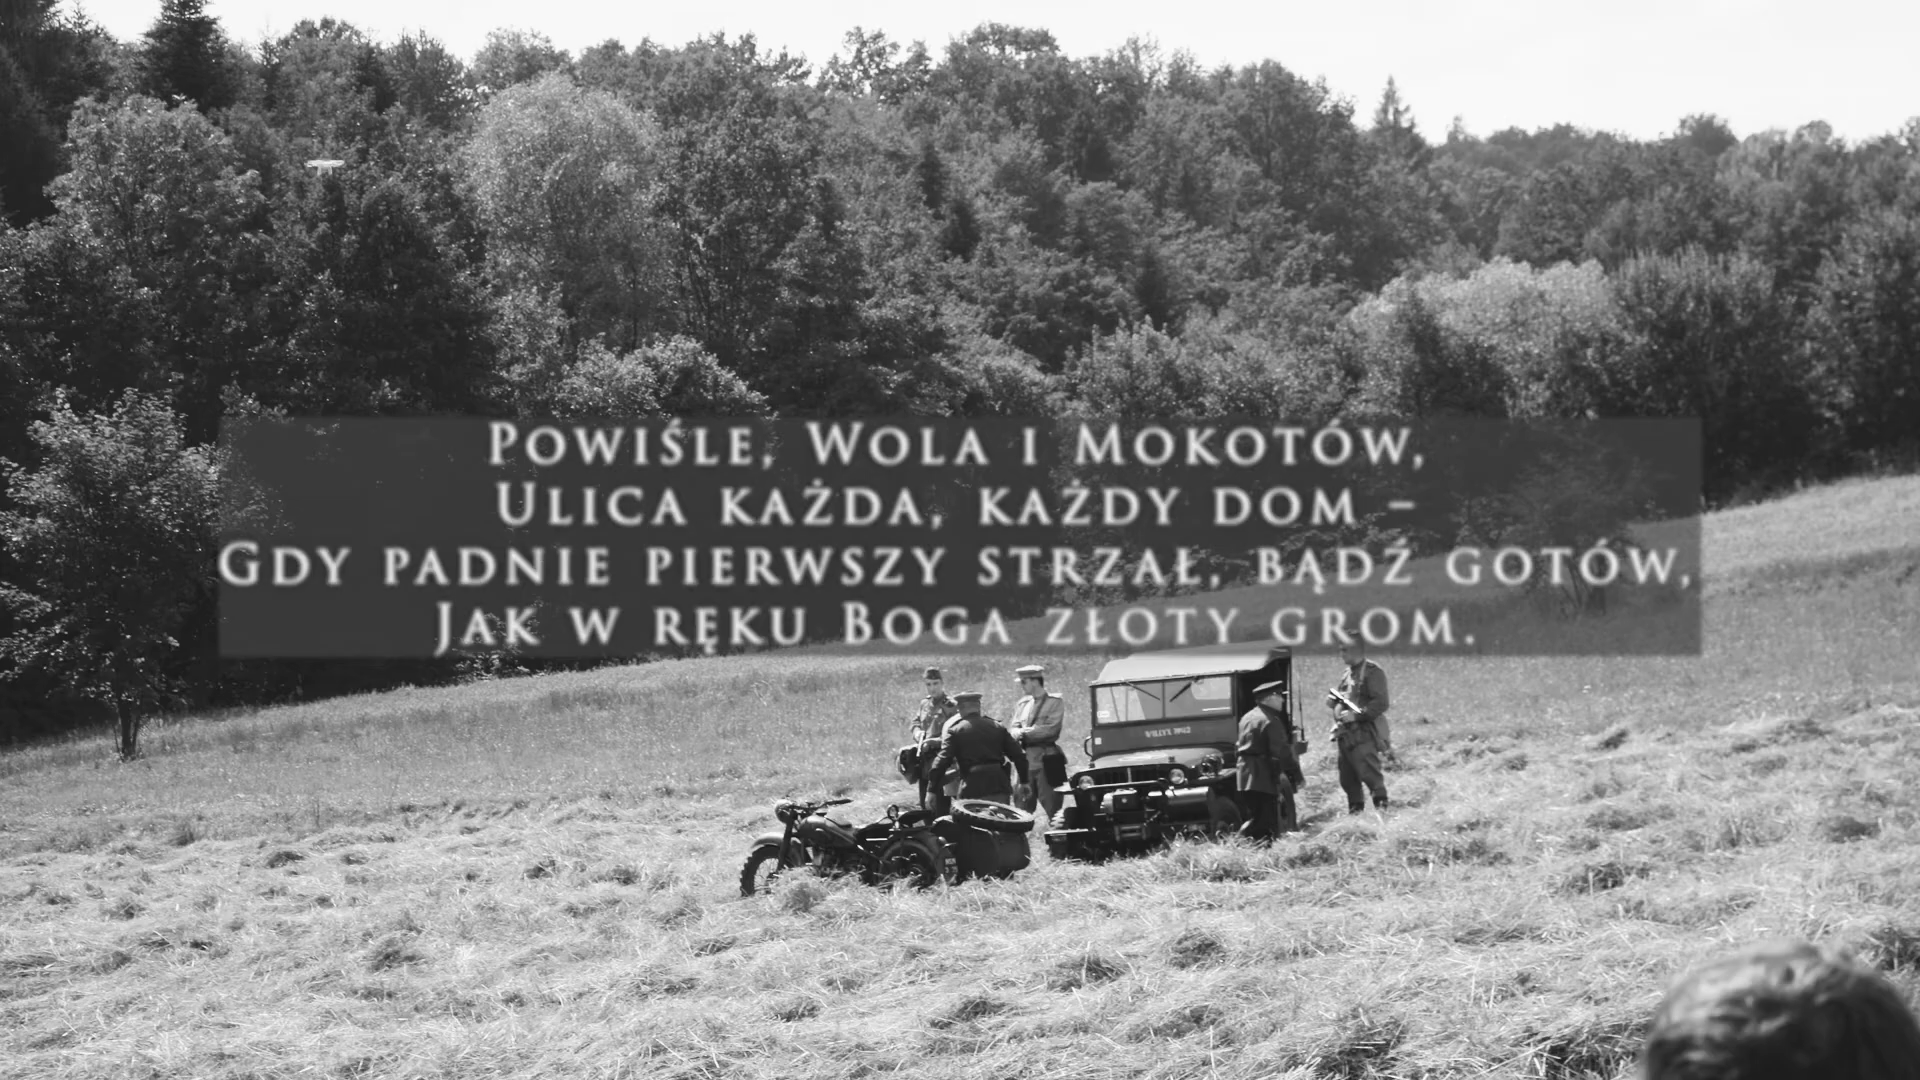 Powiśle, Wola i Mokotów,
Ulica każda, każdy dom –
Gdy padnie pierwszy strzał, bądź gotów,
Jak w ręku Boga złoty grom.